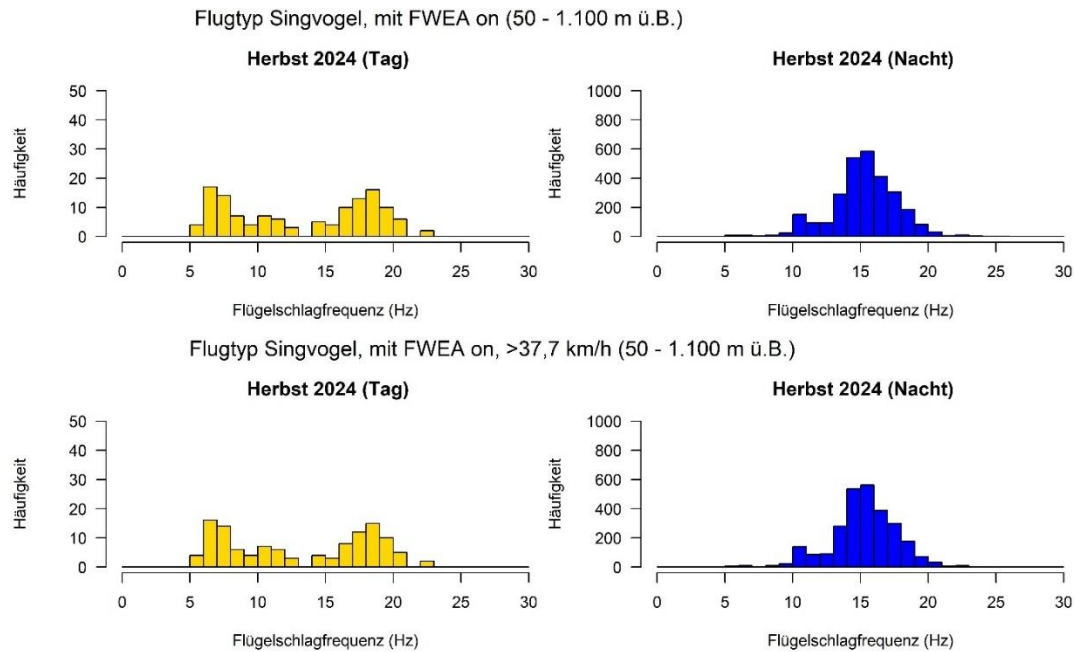 Flugtyp Singvogel, mit FWEA on (50 - 1.100 m ü.B.)
Herbst 2024 (Tag)
Häufigkeit
50
40
30
20
10
0
0 5 10 15 20 25 30
Flügelschlagfrequenz (Hz)
Herbst 2024 (Nacht)
Häufigkeit
1000
800
600
400
200
0
0 5 10 15 20 25 30
Flügelschlagfrequenz (Hz)
Flugtyp Singvogel, mit FWEA on, >37,7 km/h (50 - 1.100 m ü.B.)
Herbst 2024 (Tag)
Häufigkeit
50
40
30
20
10
0
0 5 10 15 20 25 30
Flügelschlagfrequenz (Hz)
Herbst 2024 (Nacht)
Häufigkeit
1000
800
600
400
200
0
0 5 10 15 20 25 30
Flügelschlagfrequenz (Hz)